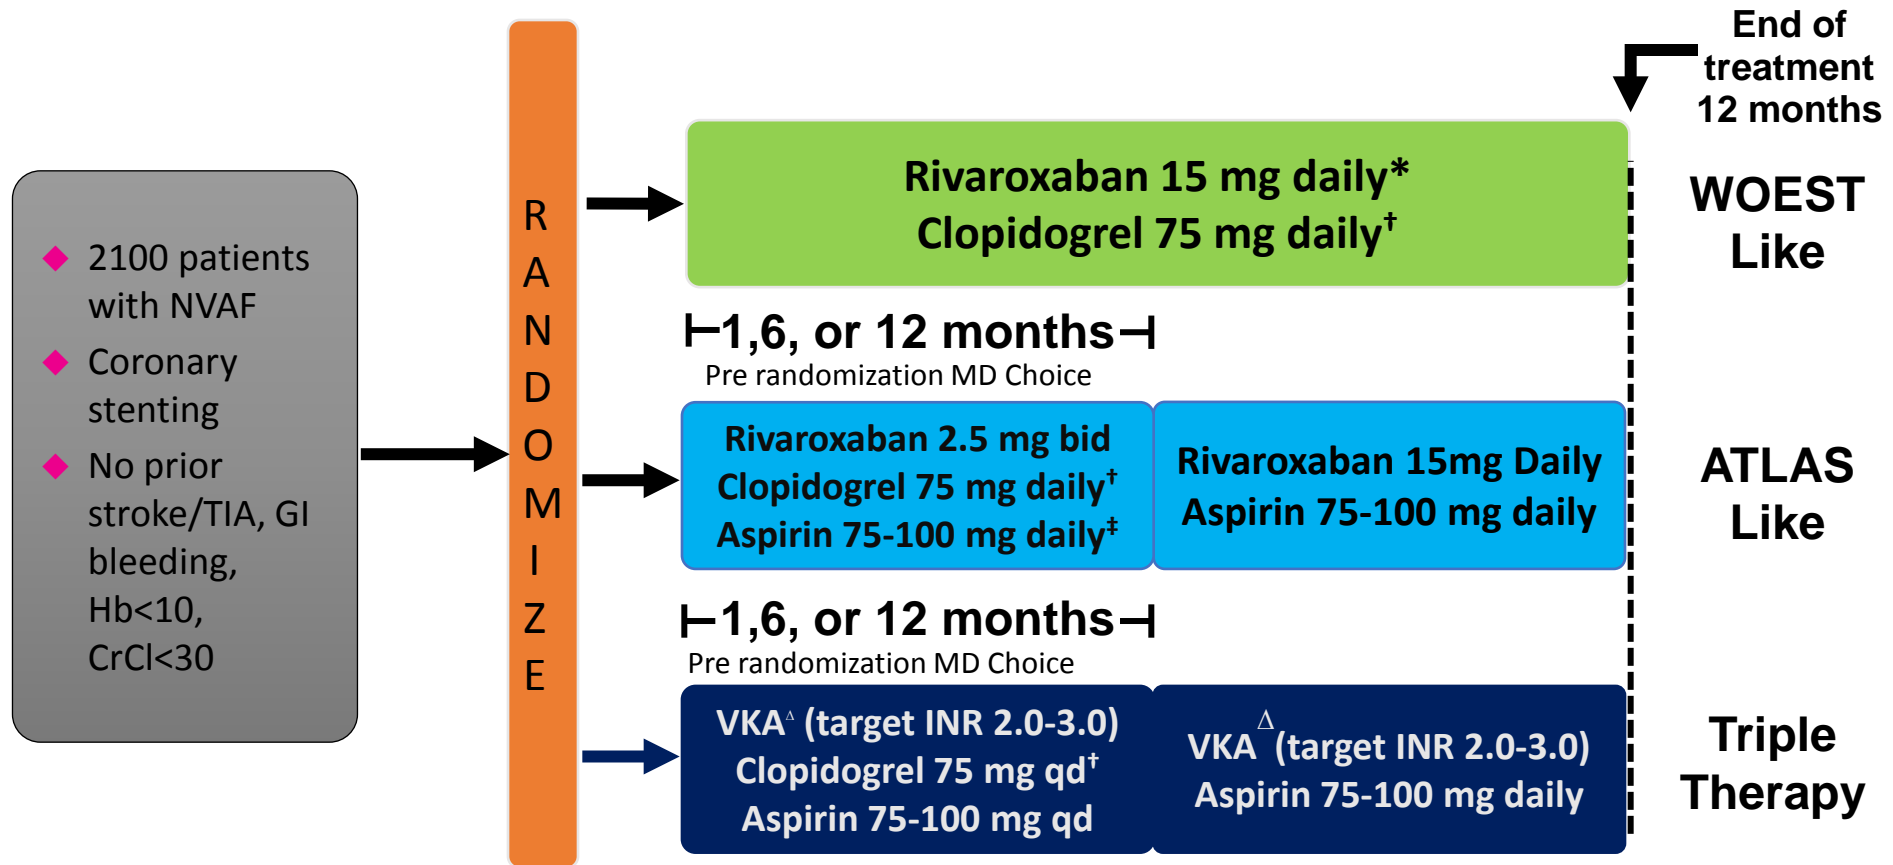 End of
treatment
12 months
◆ 2100 patients
with NVAF
◆ Coronary
stenting
◆ No prior
stroke/TIA, GI
bleeding,
Hb<10,
CrCl<30
R
A
N
D
O
M
I
Z
E
Rivaroxaban 15 mg daily*
Clopidogrel 75 mg daily†
WOEST
Like
1,6, or 12 months
Pre randomization MD Choice
Rivaroxaban 2.5 mg bid
Clopidogrel 75 mg daily†
Aspirin 75-100 mg daily‡
Rivaroxaban 15mg Daily
Aspirin 75-100 mg daily
ATLAS
Like
1,6, or 12 months
Pre randomization MD Choice
VKAΔ (target INR 2.0-3.0)
Clopidogrel 75 mg qd†
Aspirin 75-100 mg qd
VKAΔ (target INR 2.0-3.0)
Aspirin 75-100 mg daily
Triple
Therapy